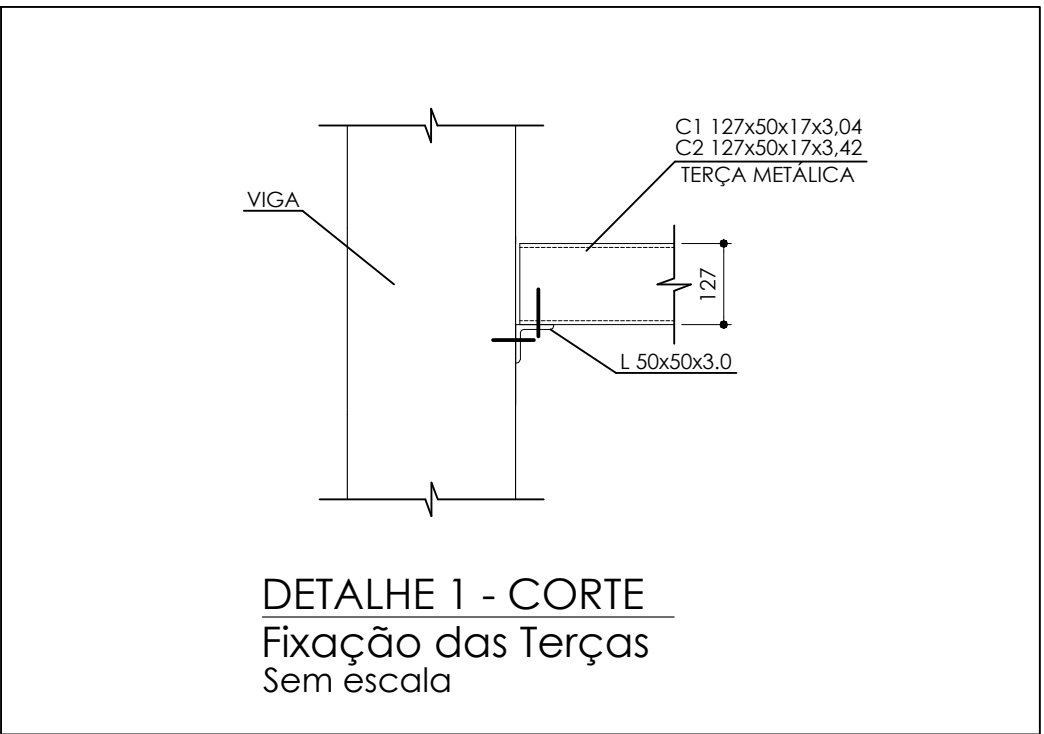 C1 127x50x17x3,04
C2 127x50x17x3,42
TERÇA METÁLICA
VIGA
127
L 50x50x3.0
DETALHE 1 - CORTE
Fixação das Terças
Sem escala